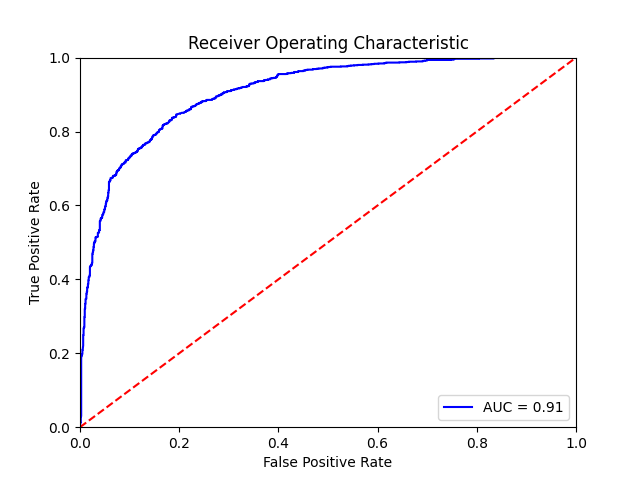 Receiver Operating Characteristic
True Positive Rate
1.0
0.8
0.6
0.4
0.2
0.0
AUC = 0.91
0.0 0.2 0.4 0.6 0.8 1.0
False Positive Rate